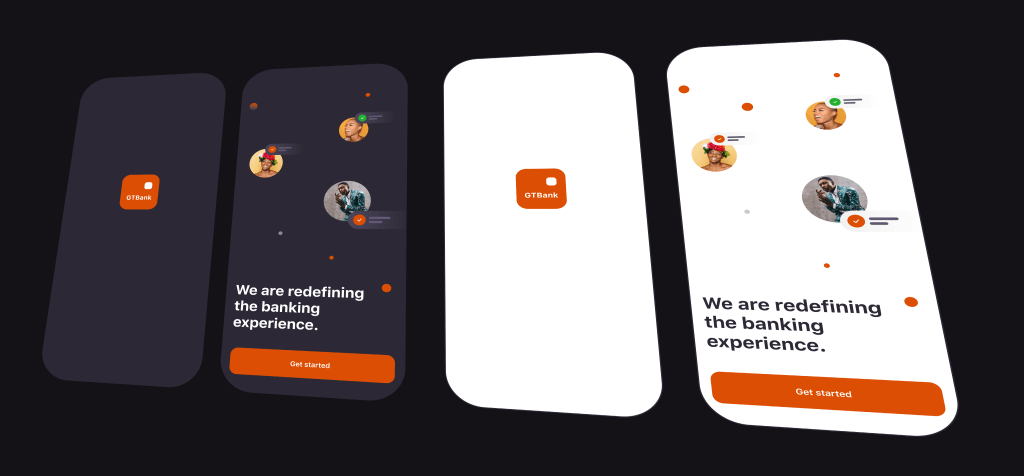 GTBank
We are redefining
the banking
experience.
Get started
GTBank
We are redefining
the banking
experience.
Get started